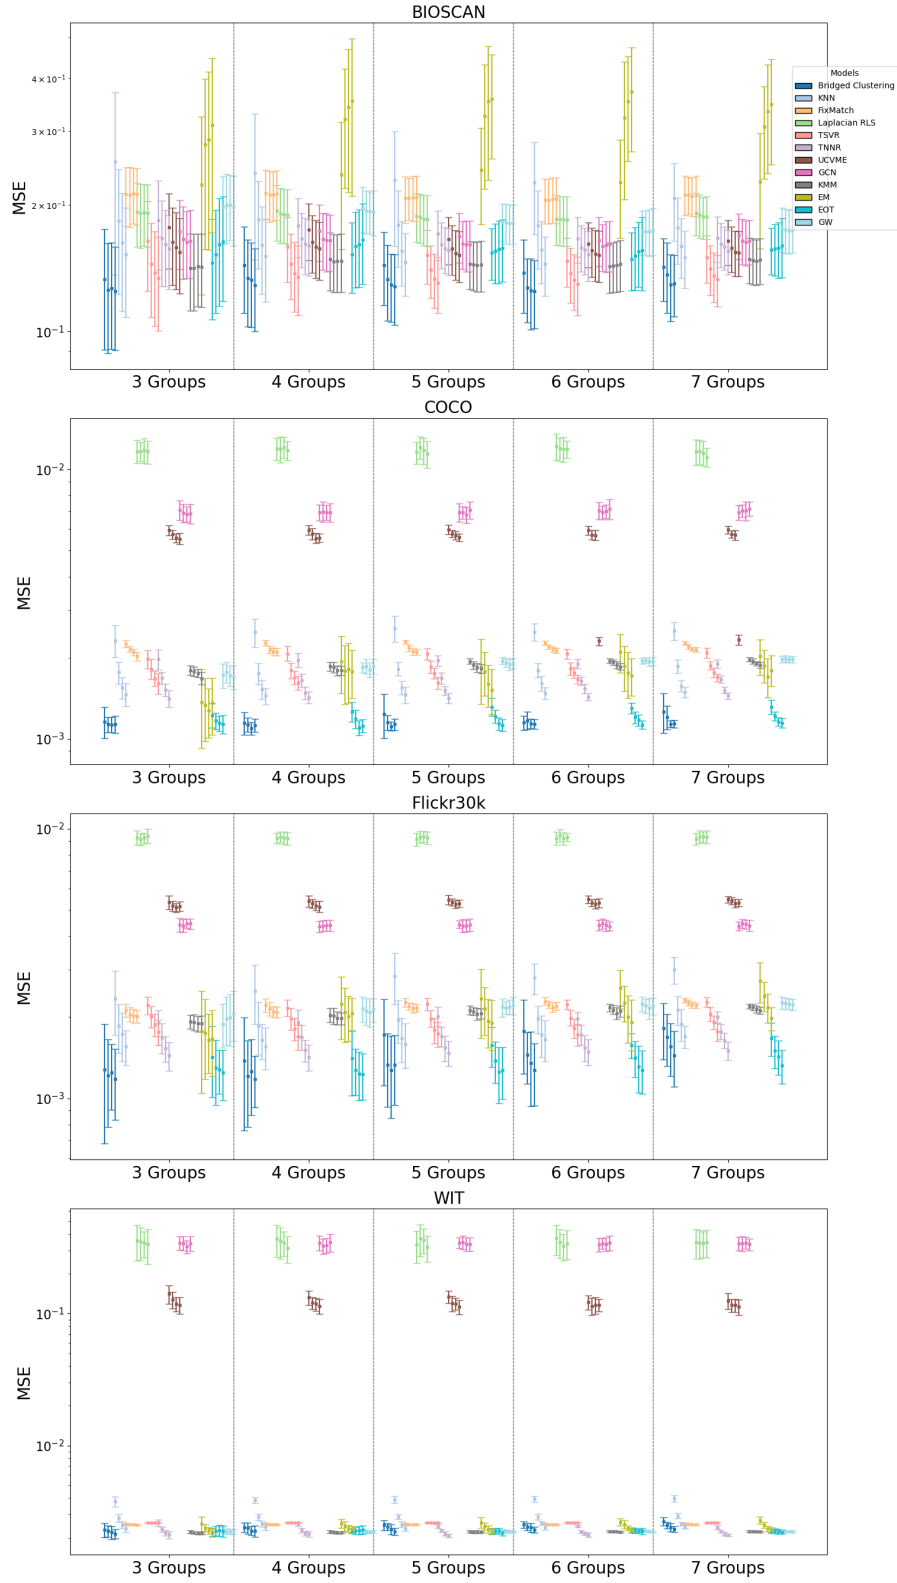 BIOSCAN
MSE
4 × 10⁻¹
3 × 10⁻¹
2 × 10⁻¹
10⁻¹
Models
Bridged Clustering
KNN
FixMatch
Laplacian RLS
TSVR
TNNR
UCVME
GCN
KMM
EM
EOT
GW
3 Groups 4 Groups 5 Groups 6 Groups 7 Groups
COCO
MSE
10⁻²
10⁻³
3 Groups 4 Groups 5 Groups 6 Groups 7 Groups
Flickr30k
MSE
10⁻²
10⁻³
3 Groups 4 Groups 5 Groups 6 Groups 7 Groups
WIT
MSE
10⁻¹
10⁻²
3 Groups 4 Groups 5 Groups 6 Groups 7 Groups